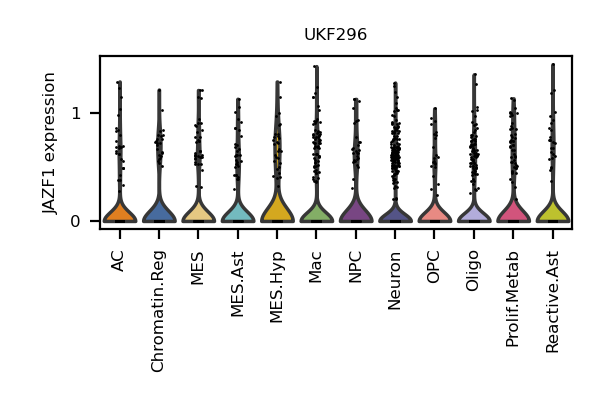 UKF296
JAZF1 expression
1
0
AC
Chromatin.Reg
MES
MES.Ast
MES.Hyp
Mac
NPC
Neuron
OPC
Oligo
Prolif.Metab
Reactive.Ast